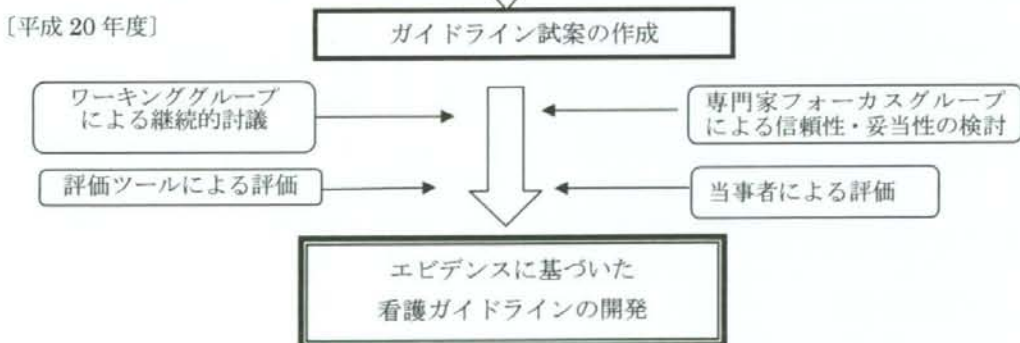 〔平成 20 年度〕
ガイドライン試案の作成
ワーキンググループ
による継続的討議
専門家フォーカスグループ
による信頼性・妥当性の検討
評価ツールによる評価
当事者による評価
エビデンスに基づいた
看護ガイドラインの開発